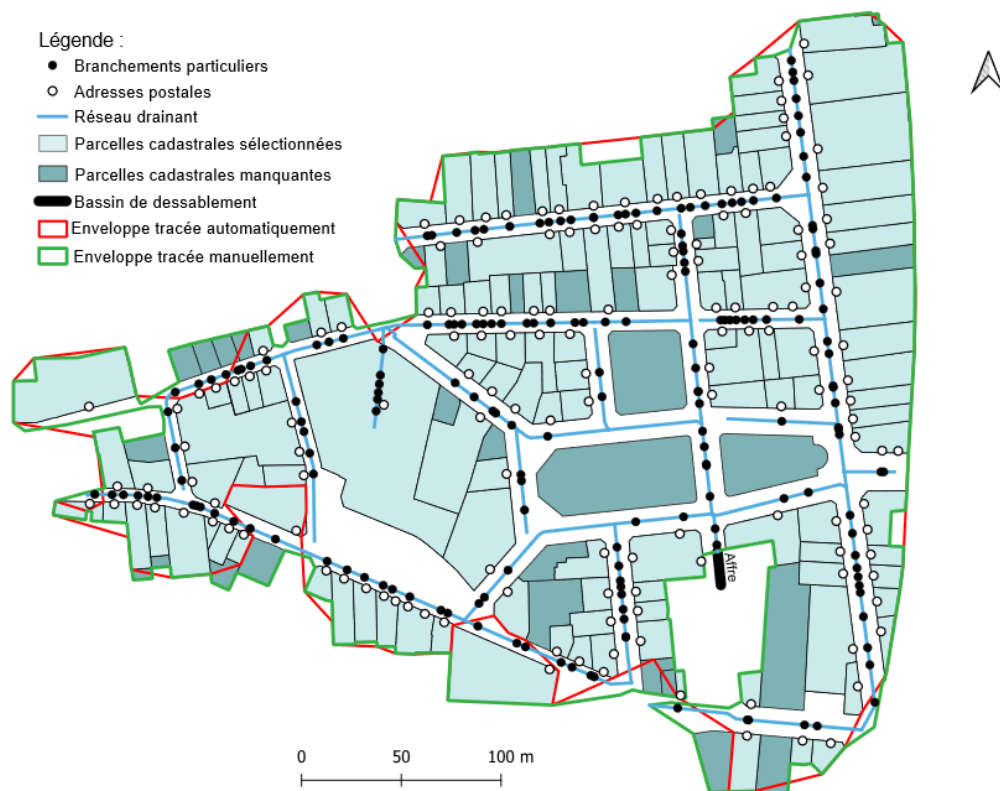 Légende :
Branchements particuliers
Adresses postales
Réseau drainant
Parcelles cadastrales sélectionnées
Parcelles cadastrales manquantes
Bassin de dessablement
Enveloppe tracée automatiquement
Enveloppe tracée manuellement
Affre
0 50 100 m